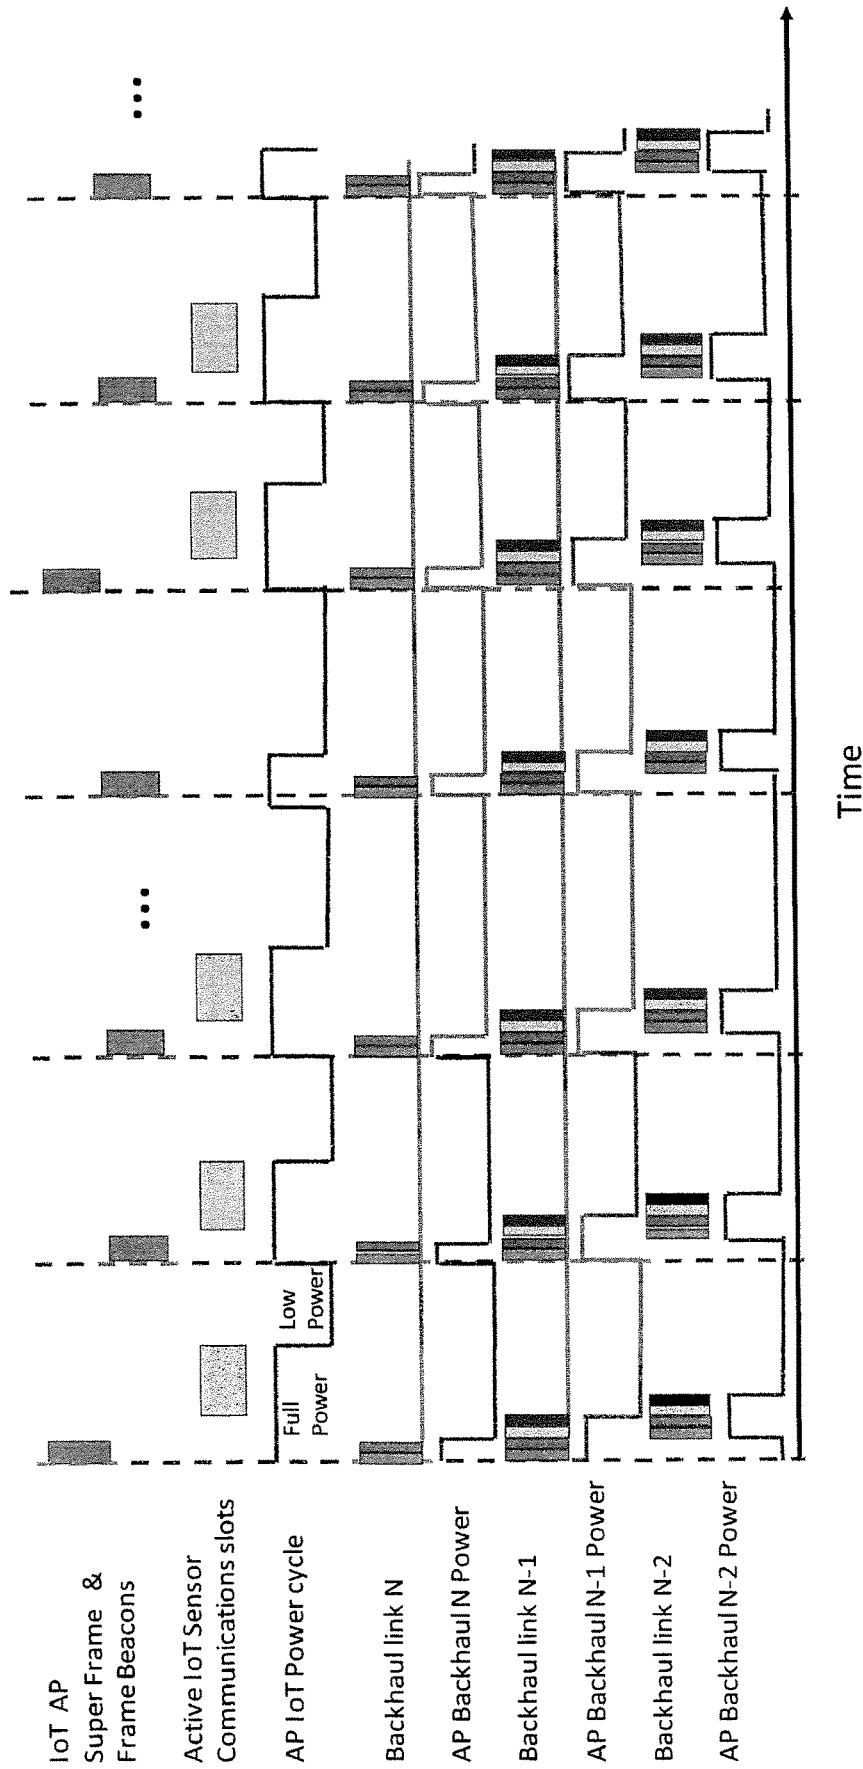 IoT AP
Super Frame &
Frame Beacons
Active IoT Sensor
Communications slots
AP IoT Power cycle
Full
Power
Low
Power
Backhaul link N
AP Backhaul N Power
Backhaul link N-1
AP Backhaul N-1 Power
Backhaul link N-2
AP Backhaul N-2 Power
...
...
Time